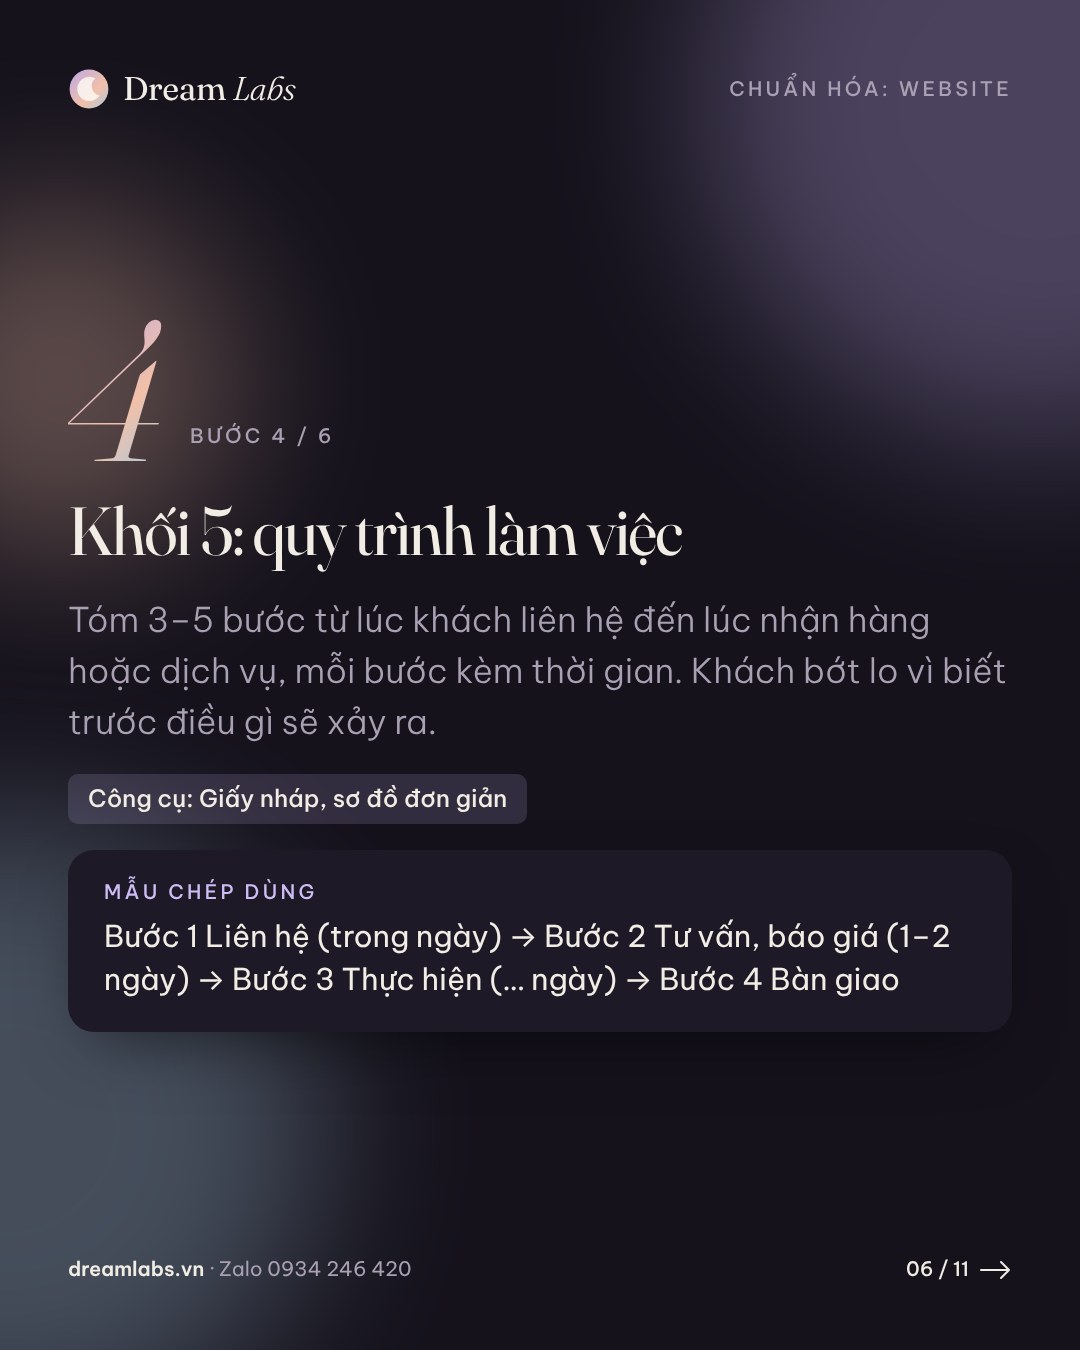 Dream Labs
CHUẨN HÓA: WEBSITE
4
BƯỚC 4 / 6
Khối 5: quy trình làm việc
Tóm 3–5 bước từ lúc khách liên hệ đến lúc nhận hàng
hoặc dịch vụ, mỗi bước kèm thời gian. Khách bớt lo vì biết
trước điều gì sẽ xảy ra.
Công cụ: Giấy nháp, sơ đồ đơn giản
MẪU CHÉP DÙNG
Bước 1 Liên hệ (trong ngày) → Bước 2 Tư vấn, báo giá (1–2
ngày) → Bước 3 Thực hiện (... ngày) → Bước 4 Bàn giao
dreamlabs.vn · Zalo 0934 246 420
06 / 11 →